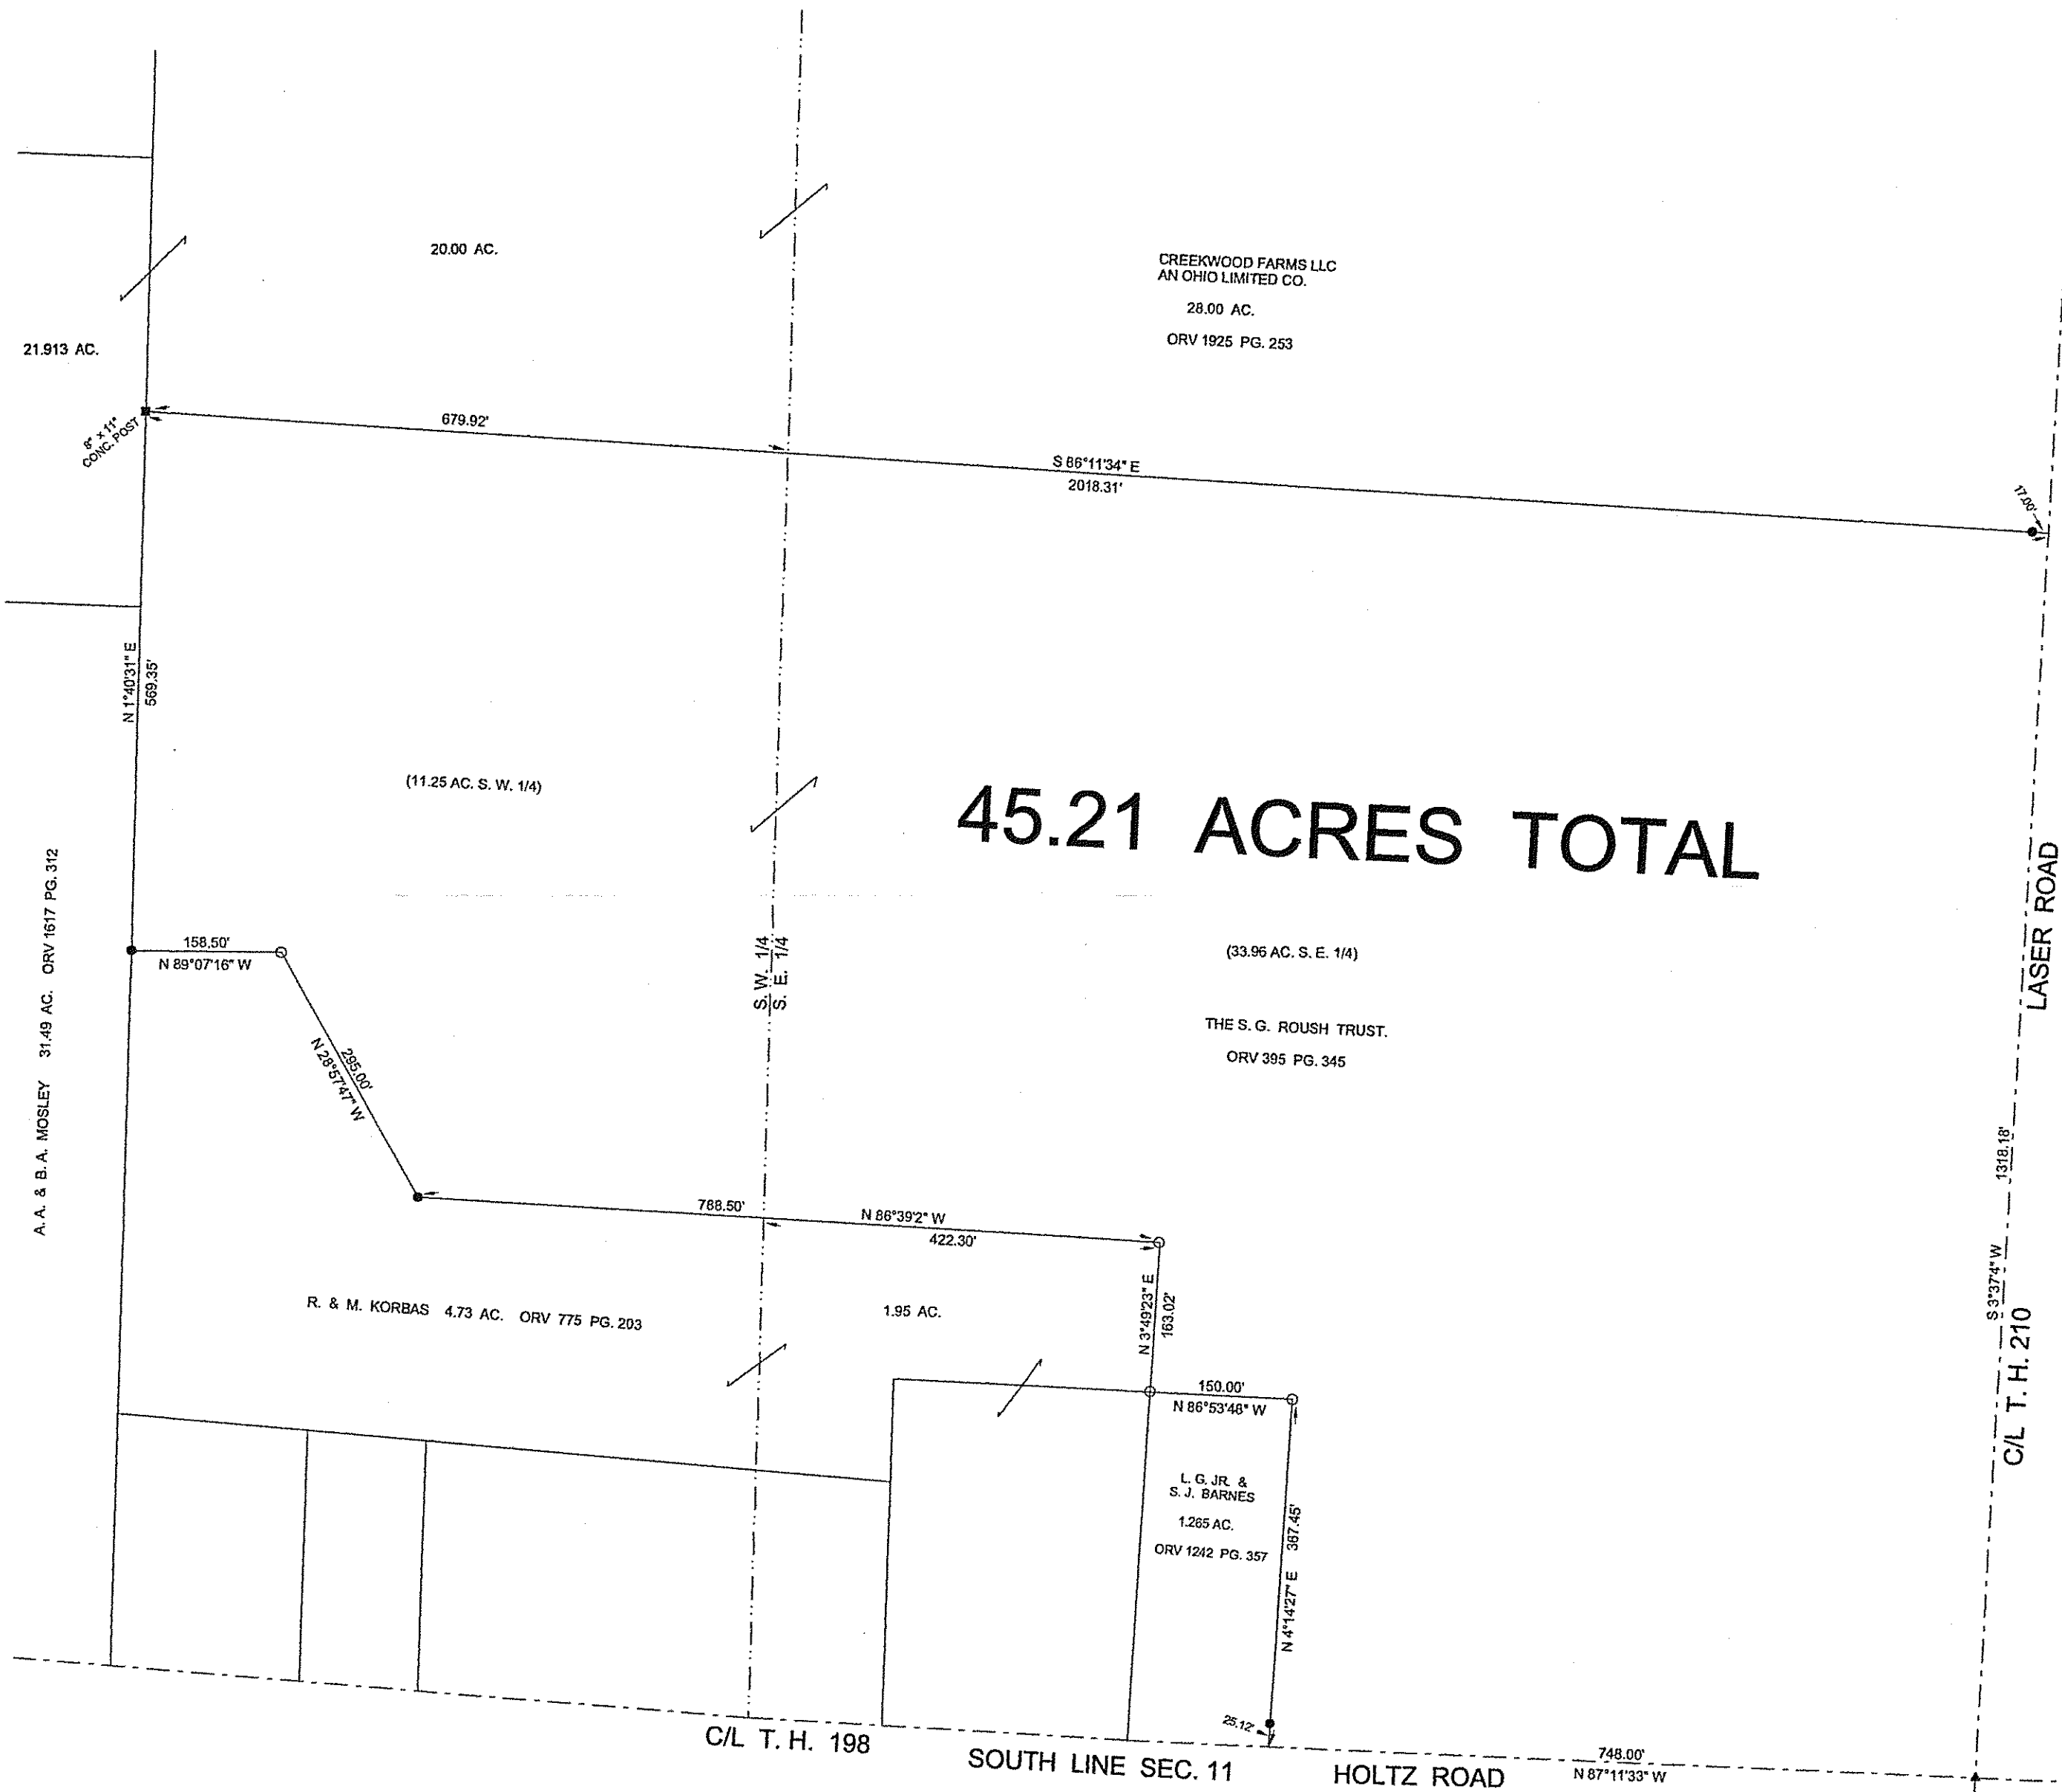 20.00 AC.
CREEKWOOD FARMS LLC
AN OHIO LIMITED CO.
28.00 AC.
ORV 1925 PG. 253
21.913 AC.
8" x 11"
CONC. POST
679.92'
S 86°11'34" E
2018.31'
17.00'
N 1°40'31" E
569.35'
(11.25 AC. S. W. 1/4)
45.21 ACRES TOTAL
LASER ROAD
A. A. & B. A. MOSLEY 31.49 AC. ORV 1617 PG. 312
158.50'
N 89°07'16" W
S. W. 1/4
S. E. 1/4
(33.96 AC. S. E. 1/4)
THE S. G. ROUSH TRUST.
ORV 395 PG. 345
295.00'
N 28°57'47" W
1318.18'
S 3°37'4" W
C/L T. H. 210
788.50'
N 86°39'2" W
422.30'
N 3°49'23" E
163.02'
R. & M. KORBAS 4.73 AC. ORV 775 PG. 203
1.95 AC.
150.00'
N 86°53'46" W
L. G. JR. &
S. J. BARNES
1.265 AC.
ORV 1242 PG. 357
N 4°14'27" E 367.45'
25.12'
C/L T. H. 198
SOUTH LINE SEC. 11
HOLTZ ROAD
748.00'
N 87°11'33" W